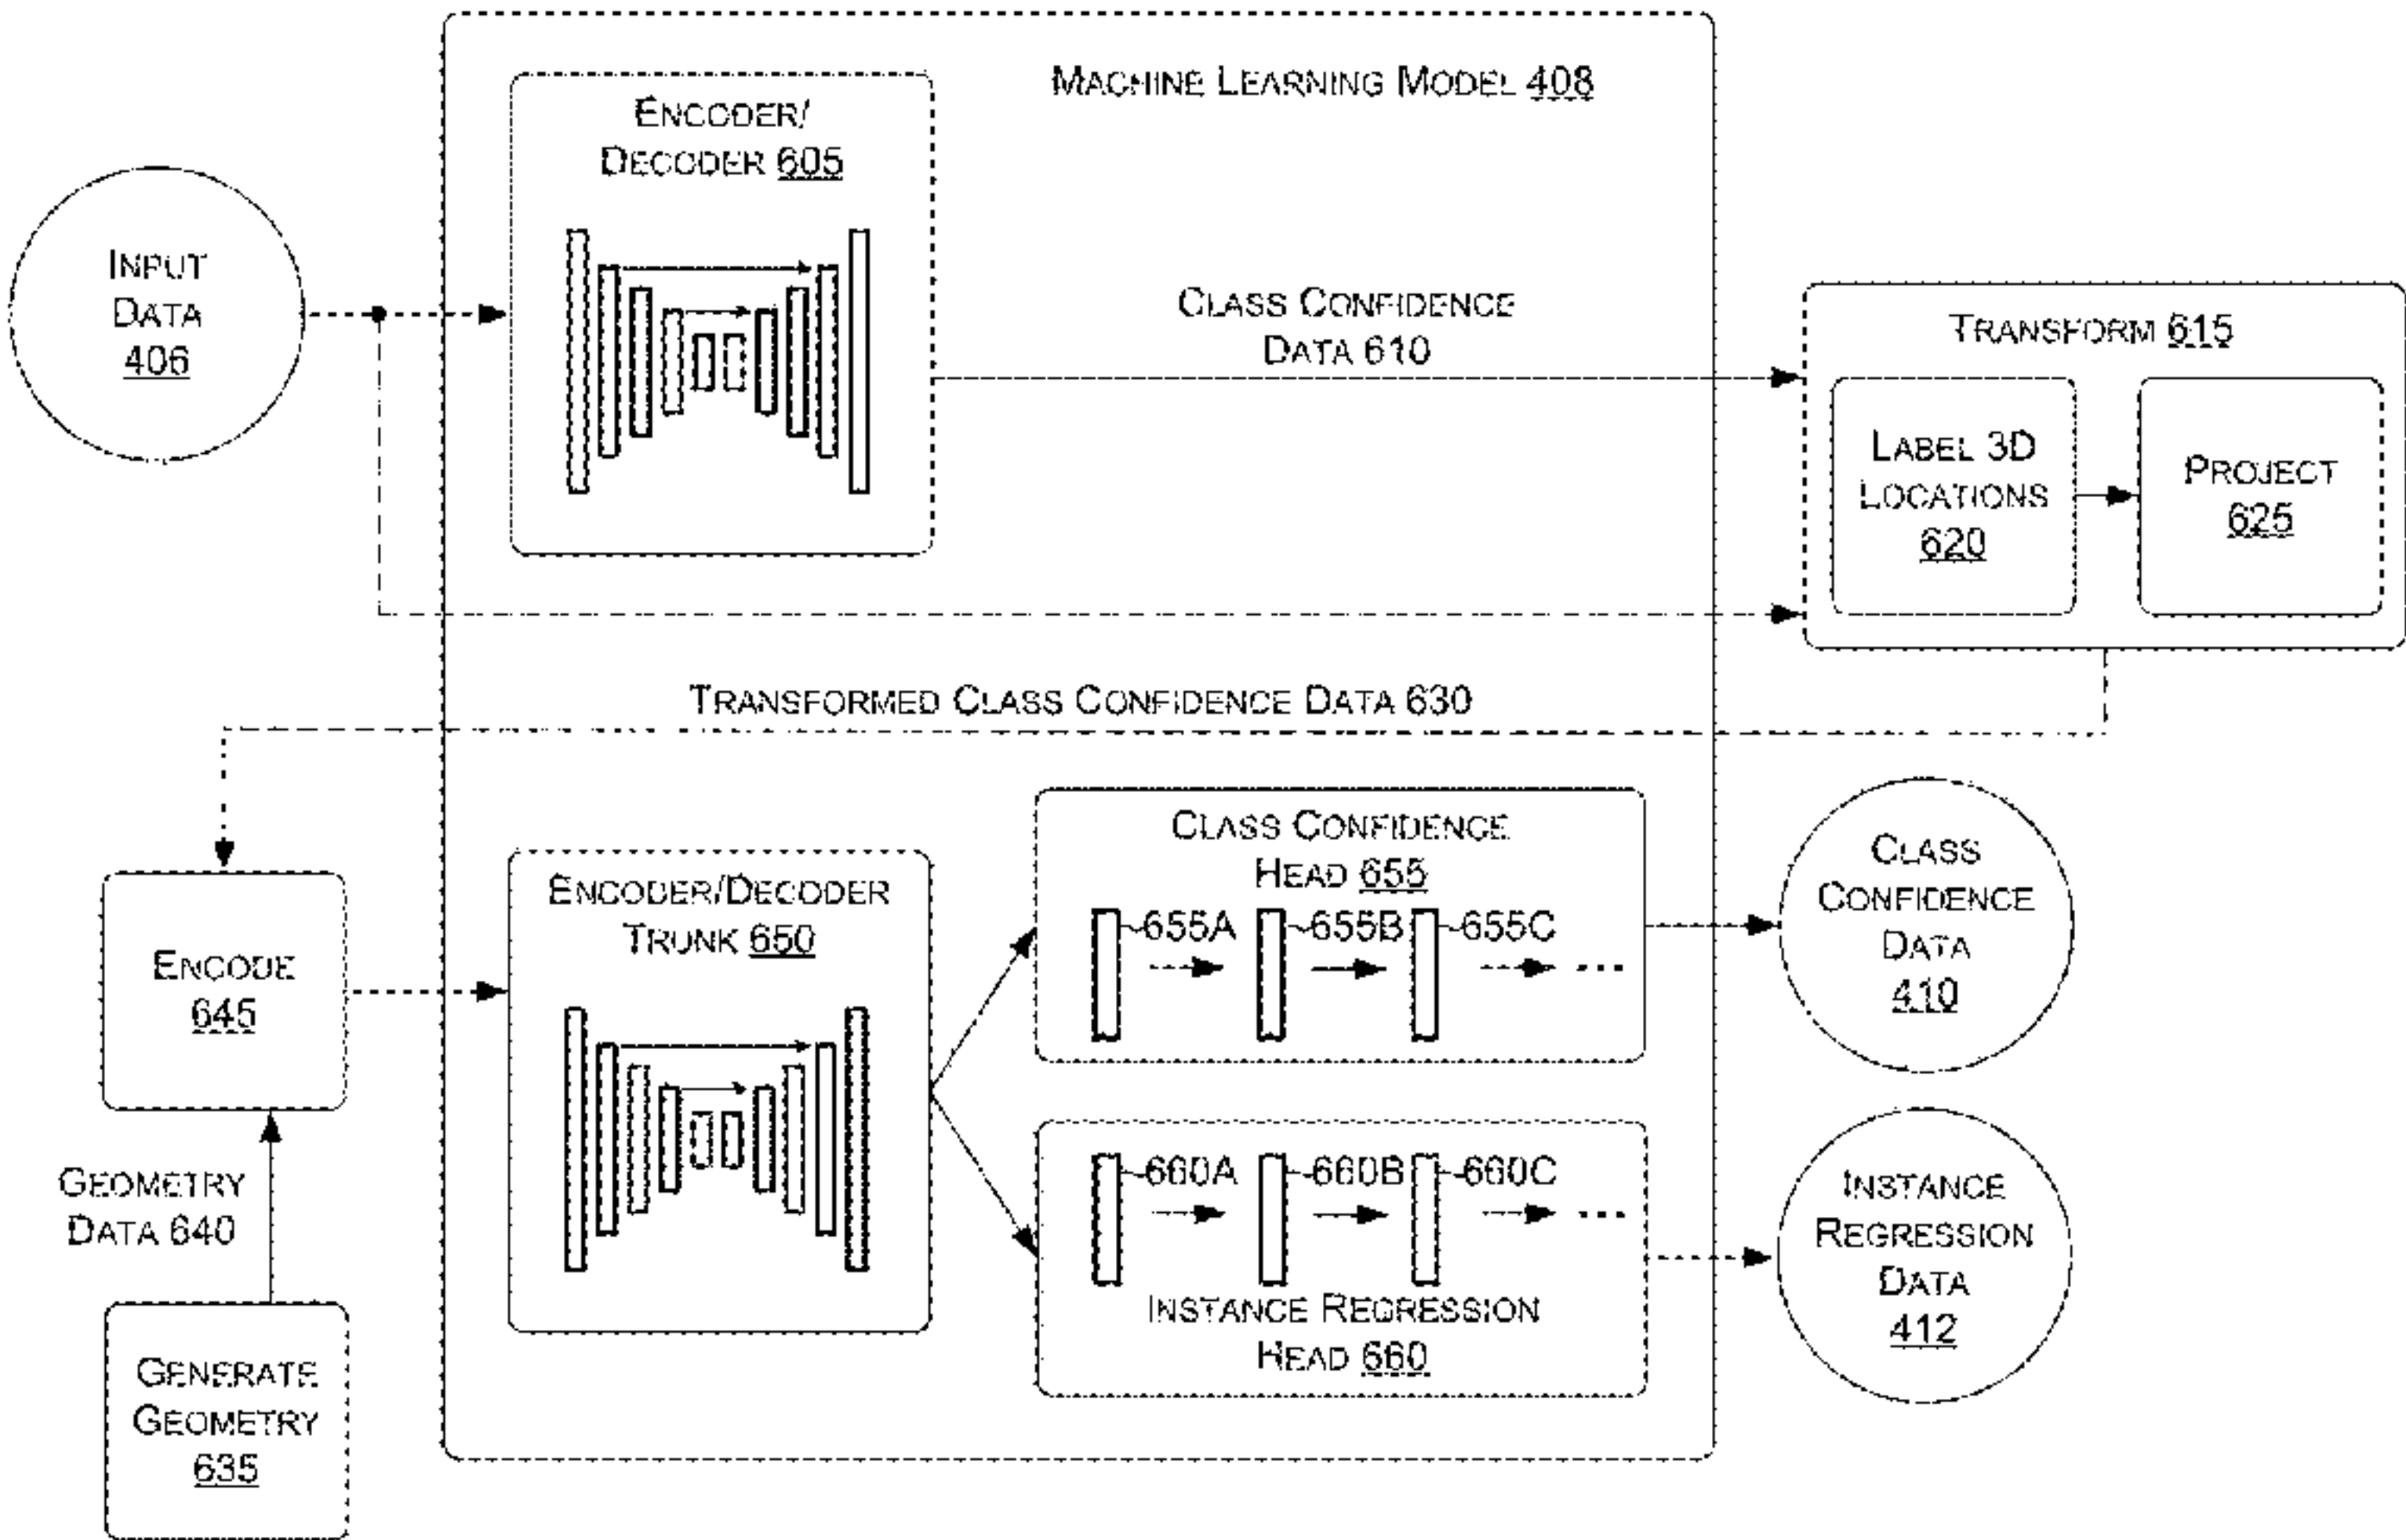 MACHINE LEARNING MODEL 408
ENCODER/
DECODER 605
INPUT
DATA
406
CLASS CONFIDENCE
DATA 610
TRANSFORM 615
LABEL 3D
LOCATIONS
620
PROJECT
625
TRANSFORMED CLASS CONFIDENCE DATA 630
ENCODE
645
GEOMETRY
DATA 640
GENERATE
GEOMETRY
635
ENCODER/DECODER
TRUNK 650
CLASS CONFIDENCE
HEAD 655
655A 655B 655C
660A 660B 660C
INSTANCE REGRESSION
HEAD 660
CLASS
CONFIDENCE
DATA
410
INSTANCE
REGRESSION
DATA
412